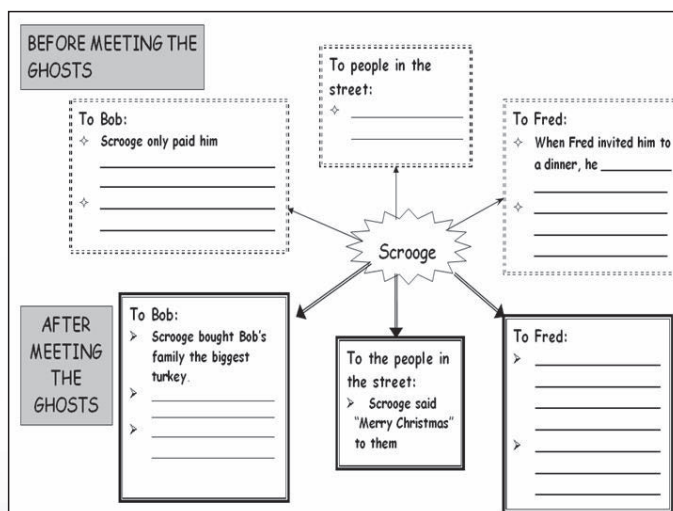 BEFORE MEETING THE
GHOSTS
To Bob:
Scrooge only paid him
To people in the
street:
To Fred:
When Fred invited him to
a dinner, he
Scrooge
AFTER
MEETING
THE
GHOSTS
To Bob:
Scrooge bought Bob's
family the biggest
turkey.
To the people in
the street:
Scrooge said
"Merry Christmas"
to them
To Fred: